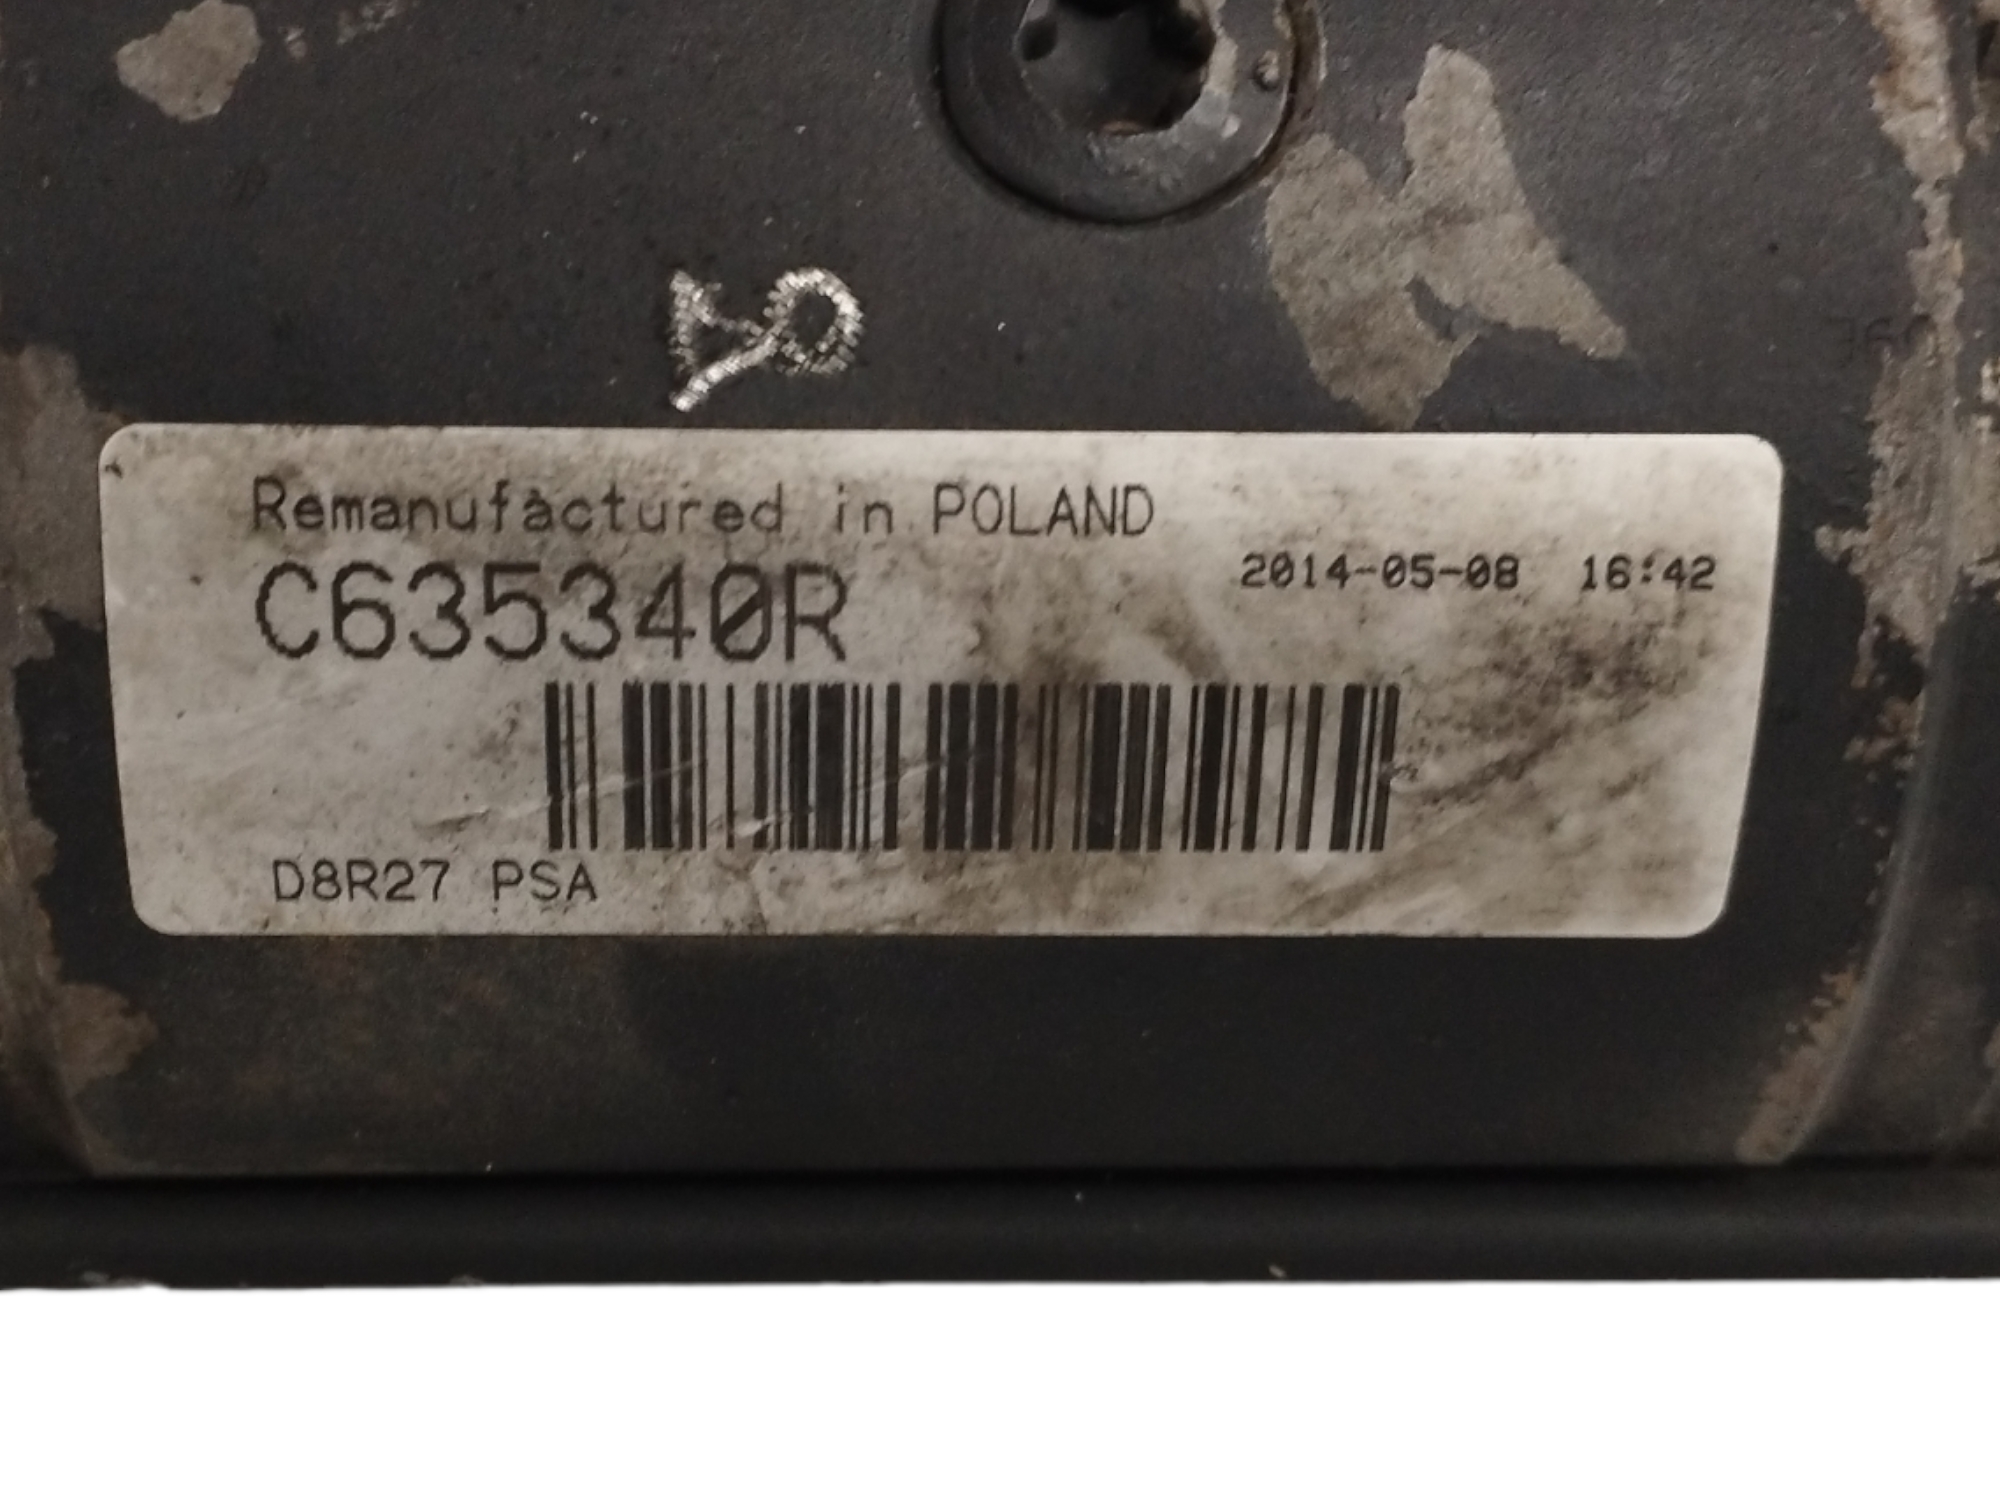 Remanufactured in POLAND
C635340R
2014-05-08 16:42
D8R27 PSA